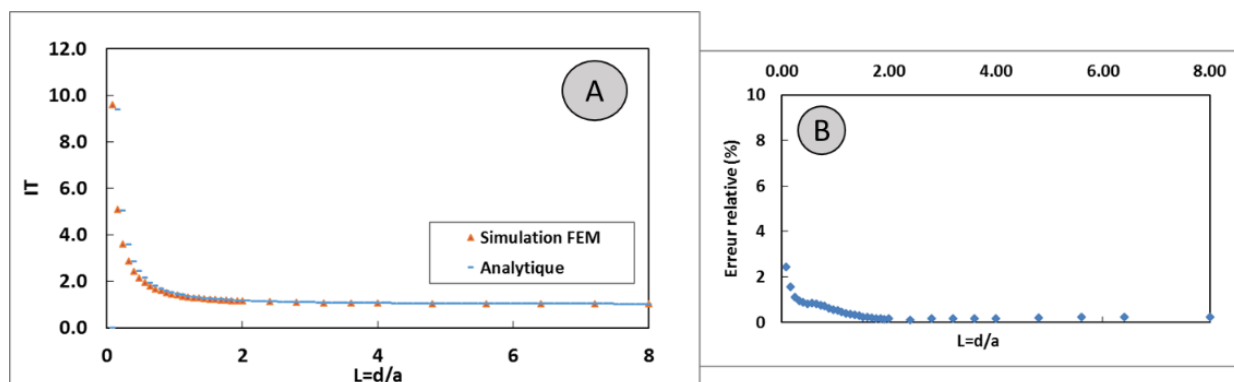 12.0
10.0
8.0
6.0
4.0
2.0
0.0
IT
A
Simulation FEM
Analytique
0 2 4 6 8
L=d/a
0.00 2.00 4.00 6.00 8.00
10
8
6
4
2
0
Erreur relative (%)
B
L=d/a